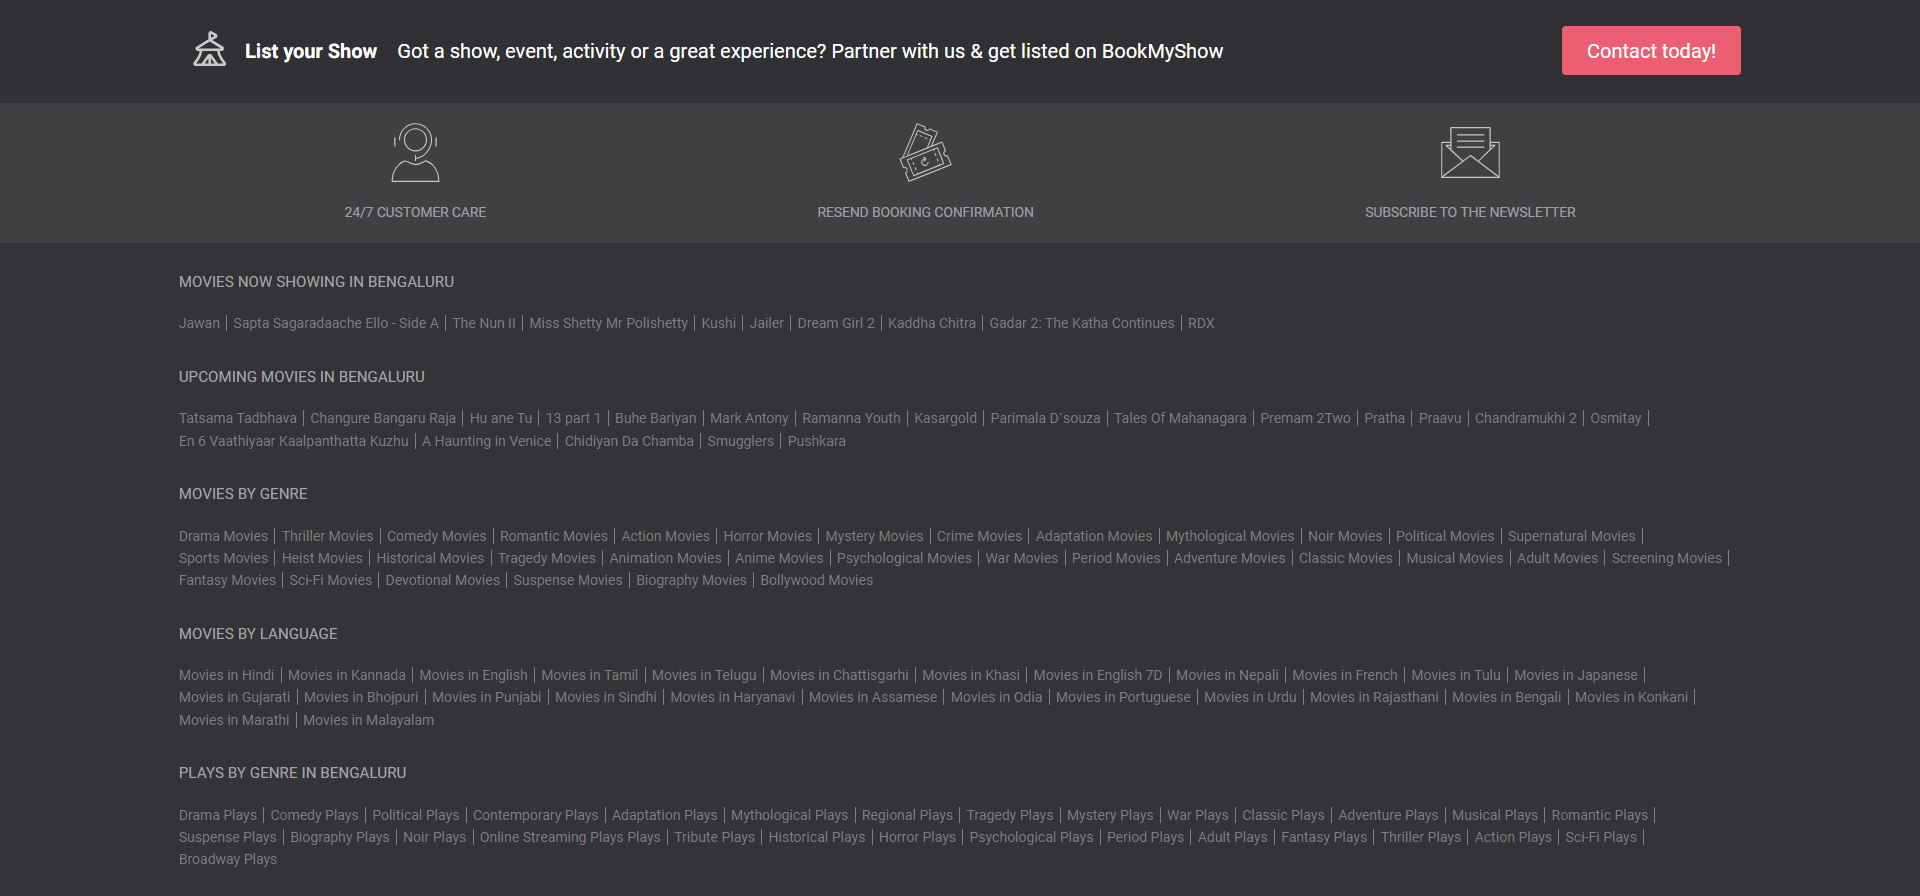 List your Show Got a show, event, activity or a great experience? Partner with us & get listed on BookMyShow Contact today!
24/7 CUSTOMER CARE RESEND BOOKING CONFIRMATION SUBSCRIBE TO THE NEWSLETTER
MOVIES NOW SHOWING IN BENGALURU
Jawan | Sapta Sagaradaache Ello - Side A | The Nun II | Miss Shetty Mr Polishetty | Kushi | Jailer | Dream Girl 2 | Kaddha Chitra | Gadar 2: The Katha Continues | RDX
UPCOMING MOVIES IN BENGALURU
Tatsama Tadbhava | Changure Bangaru Raja | Hu ane Tu | 13 part 1 | Buhe Bariyan | Mark Antony | Ramanna Youth | Kasargold | Parimala D`souza | Tales Of Mahanagara | Premam 2Two | Pratha | Praavu | Chandramukhi 2 | Osmitay |
En 6 Vaathiyaar Kaalpanthatta Kuzhu | A Haunting in Venice | Chidiyan Da Chamba | Smugglers | Pushkara
MOVIES BY GENRE
Drama Movies | Thriller Movies | Comedy Movies | Romantic Movies | Action Movies | Horror Movies | Mystery Movies | Crime Movies | Adaptation Movies | Mythological Movies | Noir Movies | Political Movies | Supernatural Movies |
Sports Movies | Heist Movies | Historical Movies | Tragedy Movies | Animation Movies | Anime Movies | Psychological Movies | War Movies | Period Movies | Adventure Movies | Classic Movies | Musical Movies | Adult Movies | Screening Movies |
Fantasy Movies | Sci-Fi Movies | Devotional Movies | Suspense Movies | Biography Movies | Bollywood Movies
MOVIES BY LANGUAGE
Movies in Hindi | Movies in Kannada | Movies in English | Movies in Tamil | Movies in Telugu | Movies in Chattisgarhi | Movies in Khasi | Movies in English 7D | Movies in Nepali | Movies in French | Movies in Tulu | Movies in Japanese |
Movies in Gujarati | Movies in Bhojpuri | Movies in Punjabi | Movies in Sindhi | Movies in Haryanavi | Movies in Assamese | Movies in Odia | Movies in Portuguese | Movies in Urdu | Movies in Rajasthani | Movies in Bengali | Movies in Konkani |
Movies in Marathi | Movies in Malayalam
PLAYS BY GENRE IN BENGALURU
Drama Plays | Comedy Plays | Political Plays | Contemporary Plays | Adaptation Plays | Mythological Plays | Regional Plays | Tragedy Plays | Mystery Plays | War Plays | Classic Plays | Adventure Plays | Musical Plays | Romantic Plays |
Suspense Plays | Biography Plays | Noir Plays | Online Streaming Plays Plays | Tribute Plays | Historical Plays | Horror Plays | Psychological Plays | Period Plays | Adult Plays | Fantasy Plays | Thriller Plays | Action Plays | Sci-Fi Plays |
Broadway Plays